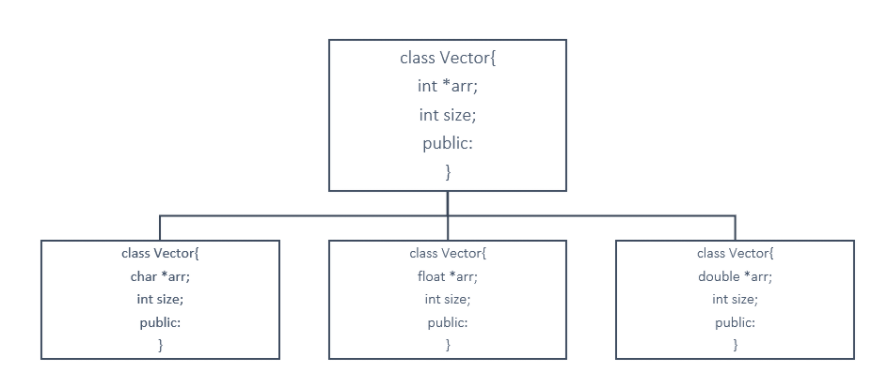 class Vector{
int *arr;
int size;
public:
}
class Vector{
char *arr;
int size;
public:
}
class Vector{
float *arr;
int size;
public:
}
class Vector{
double *arr;
int size;
public:
}